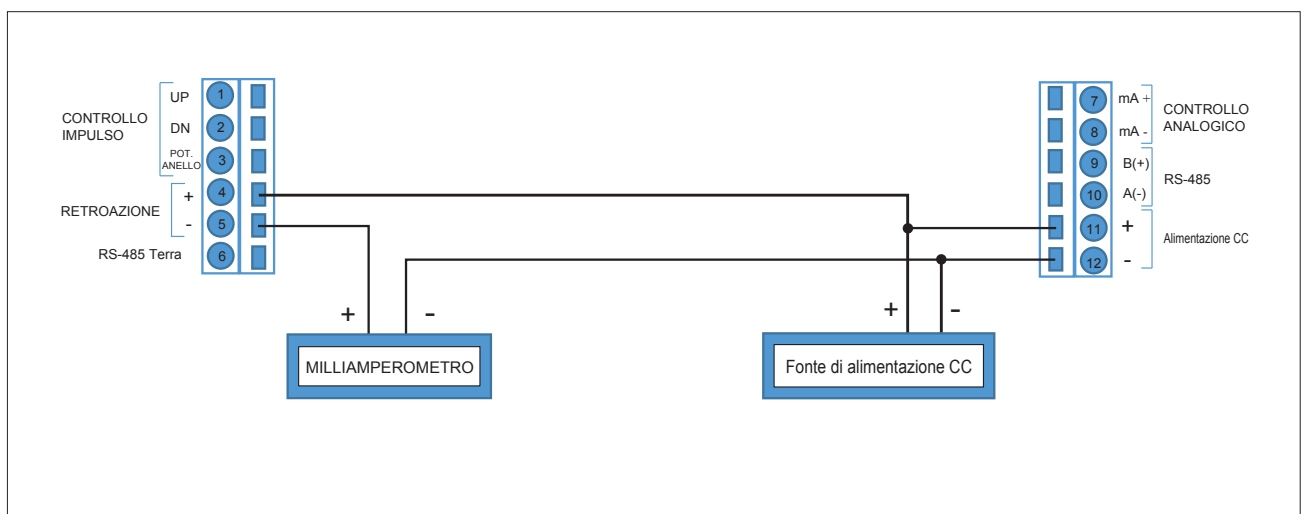 CONTROLLO
IMPULSO
UP
1
DN
2
POT.
ANELLO
3
RETROAZIONE
+
4
-
5
RS-485 Terra
6
7
mA +
CONTROLLO
ANALOGICO
8
mA -
9
B(+)
RS-485
10
A(-)
11
+
Alimentazione CC
12
-
+
-
MILLIAMPEROMETRO
+
-
Fonte di alimentazione CC